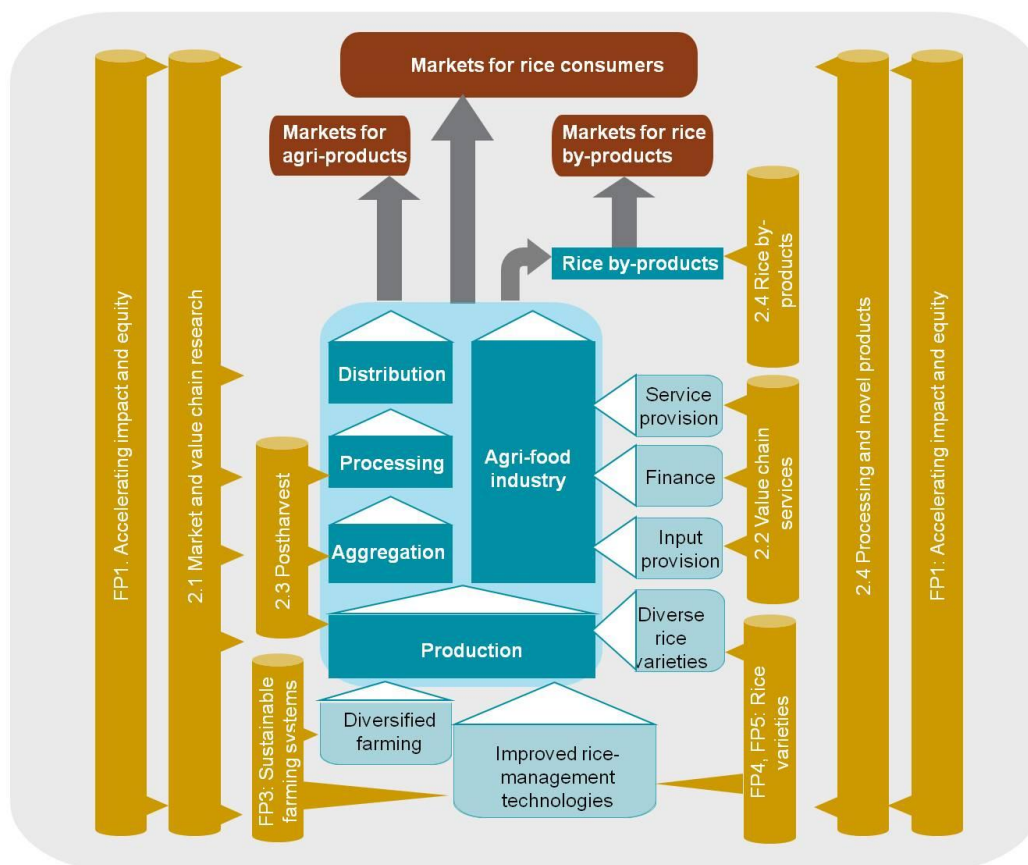 Markets for rice consumers
Markets for
agri-products
Markets for rice
by-products
Rice by-products
Distribution
Processing
Aggregation
Agri-food
industry
Production
Service
provision
Finance
Input
provision
Diverse
rice
varieties
Diversified
farming
Improved rice-
management
technologies
FP1. Accelerating impact and equity
2.1 Market and value chain research
2.3 Postharvest
FP3: Sustainable
farming systems
2.4 Rice by-
products
2.2 Value chain
services
FP4, FP5: Rice
varieties
2.4 Processing and novel products
FP1: Accelerating impact and equity